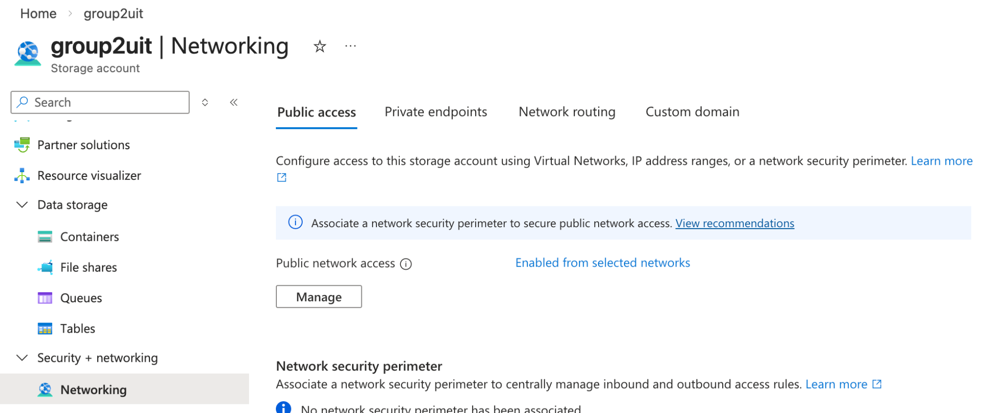 Home > group2uit
group2uit | Networking
Storage account
Search
Partner solutions
Resource visualizer
Data storage
Containers
File shares
Queues
Tables
Security + networking
Networking
Public access Private endpoints Network routing Custom domain
Configure access to this storage account using Virtual Networks, IP address ranges, or a network security perimeter. Learn more
Associate a network security perimeter to secure public network access. View recommendations
Public network access Enabled from selected networks
Manage
Network security perimeter
Associate a network security perimeter to centrally manage inbound and outbound access rules. Learn more
No network security perimeter has been associated